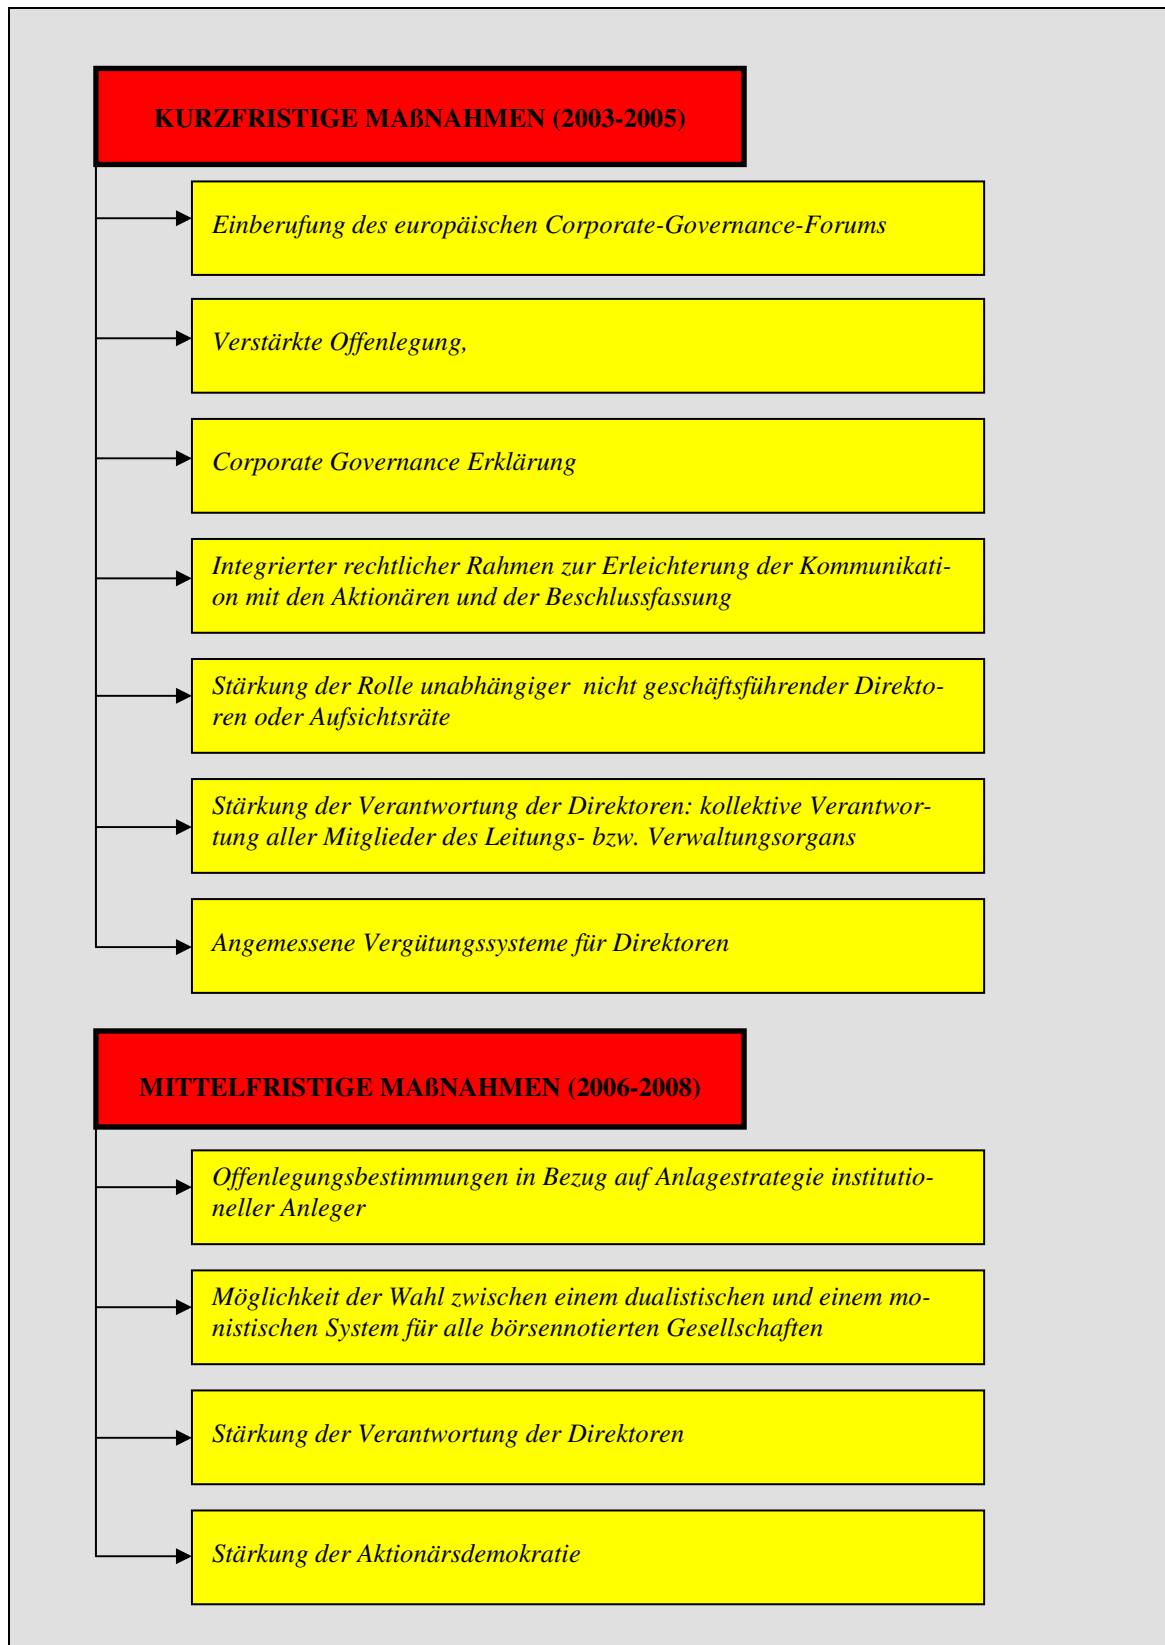 KURZFRISTIGE MAßNAHMEN (2003-2005)
Einberufung des europäischen Corporate-Governance-Forums
Verstärkte Offenlegung,
Corporate Governance Erklärung
Integrierter rechtlicher Rahmen zur Erleichterung der Kommunikati-
on mit den Aktionären und der Beschlussfassung
Stärkung der Rolle unabhängiger  nicht geschäftsführender Direkto-
ren oder Aufsichtsräte
Stärkung der Verantwortung der Direktoren: kollektive Verantwor-
tung aller Mitglieder des Leitungs- bzw. Verwaltungsorgans
Angemessene Vergütungssysteme für Direktoren
MITTELFRISTIGE MAßNAHMEN (2006-2008)
Offenlegungsbestimmungen in Bezug auf Anlagestrategie institutio-
neller Anleger
Möglichkeit der Wahl zwischen einem dualistischen und einem mo-
nistischen System für alle börsennotierten Gesellschaften
Stärkung der Verantwortung der Direktoren
Stärkung der Aktionärsdemokratie